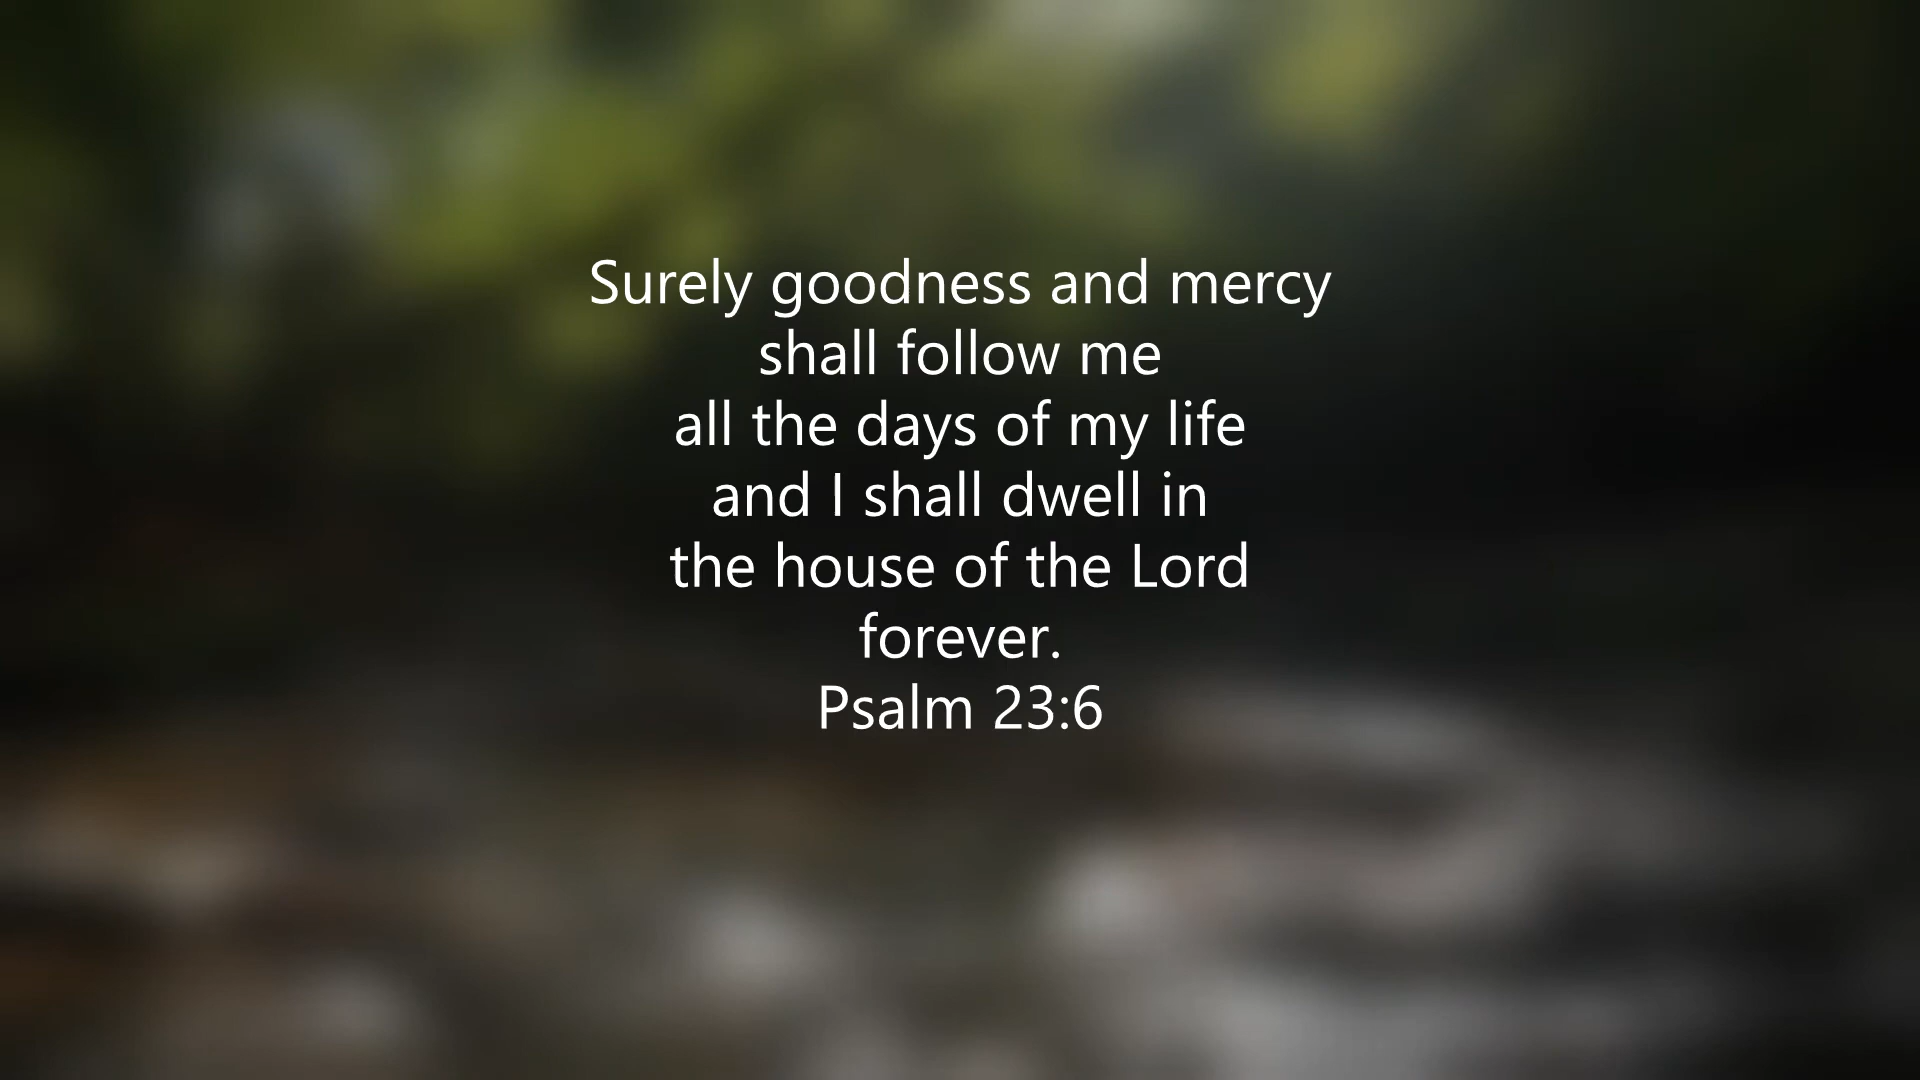 Surely goodness and mercy
shall follow me
all the days of my life
and I shall dwell in
the house of the Lord
forever.
Psalm 23:6